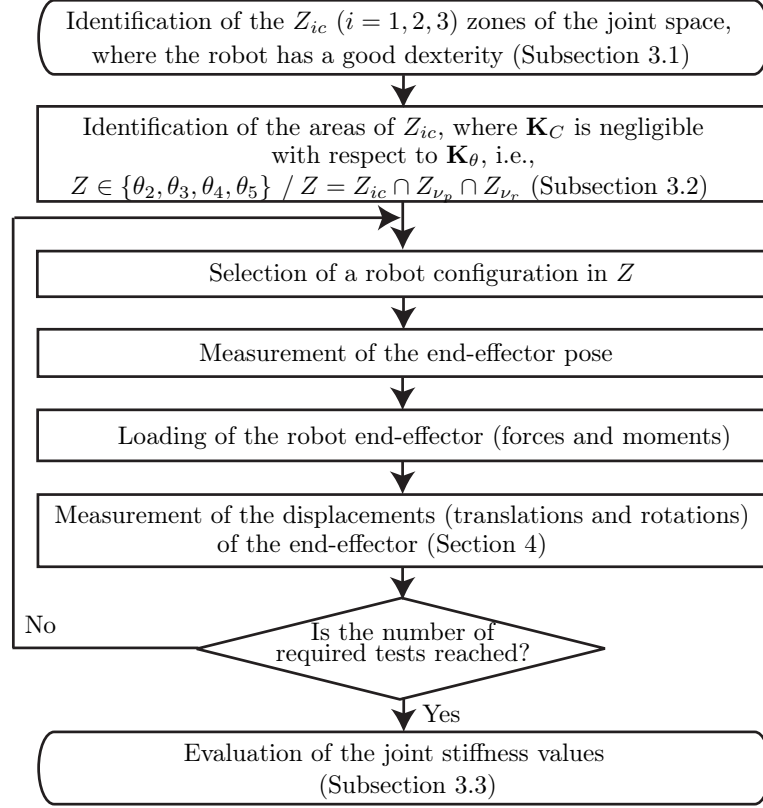 Identification of the Z_{ic} (i = 1, 2, 3) zones of the joint space,
where the robot has a good dexterity (Subsection 3.1)
Identification of the areas of Z_{ic}, where K_C is negligible
with respect to K_θ, i.e.,
Z ∈ {θ_2, θ_3, θ_4, θ_5} / Z = Z_{ic} ∩ Z_{ν_p} ∩ Z_{ν_r} (Subsection 3.2)
Selection of a robot configuration in Z
Measurement of the end-effector pose
Loading of the robot end-effector (forces and moments)
Measurement of the displacements (translations and rotations)
of the end-effector (Section 4)
No
Is the number of
required tests reached?
Yes
Evaluation of the joint stiffness values
(Subsection 3.3)